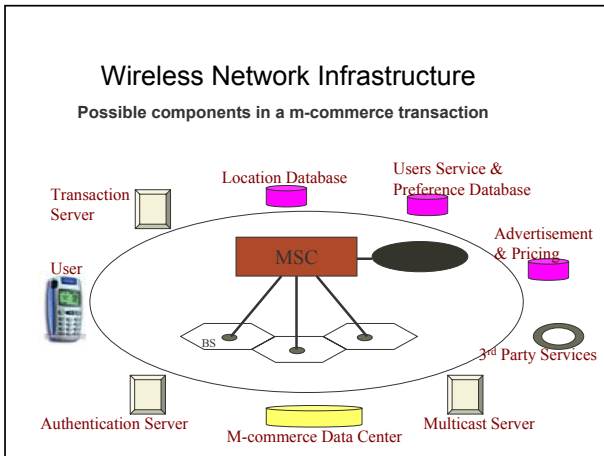 Wireless Network Infrastructure
Possible components in a m-commerce transaction
Transaction
Server
Location Database
Users Service &
Preference Database
Advertisement
& Pricing
User
MSC
BS
3rd Party Services
Authentication Server
M-commerce Data Center
Multicast Server